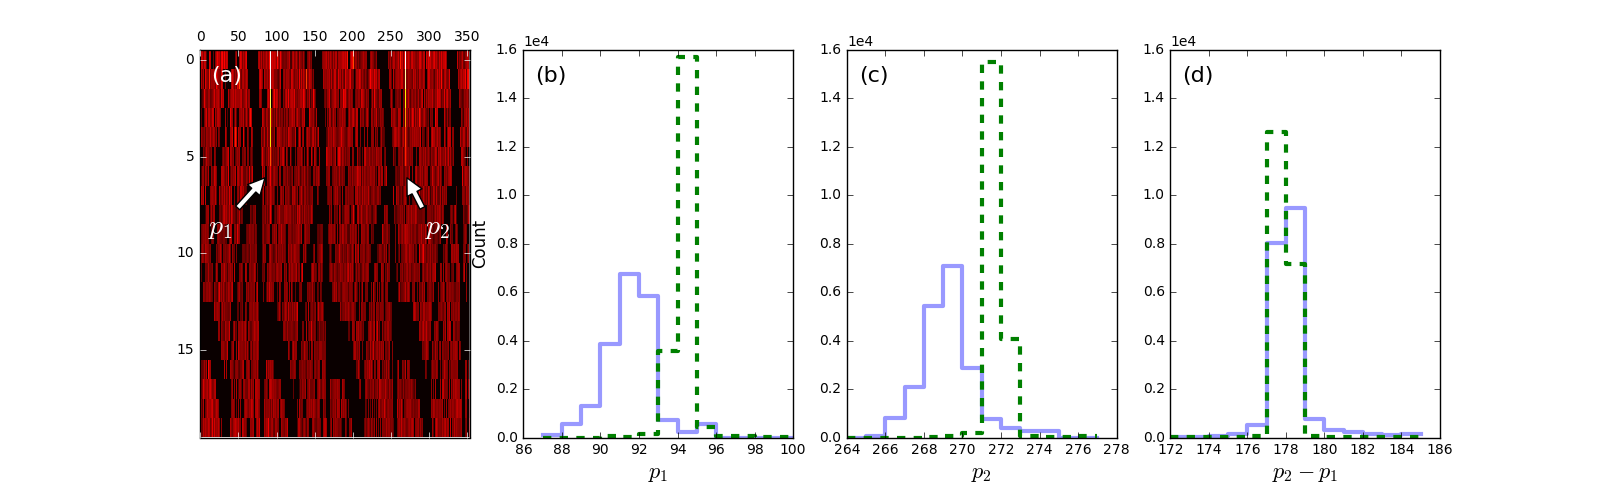 0 50 100 150 200 250 300 350
(a)
0
5
10
15
p1
p2
1e4
(b)
1.6
1.4
1.2
1.0
0.8
0.6
0.4
0.2
0.0
Count
86 88 90 92 94 96 98 100
p1
1e4
(c)
1.6
1.4
1.2
1.0
0.8
0.6
0.4
0.2
0.0
264 266 268 270 272 274 276 278
p2
1e4
(d)
1.6
1.4
1.2
1.0
0.8
0.6
0.4
0.2
0.0
172 174 176 178 180 182 184 186
p2 − p1